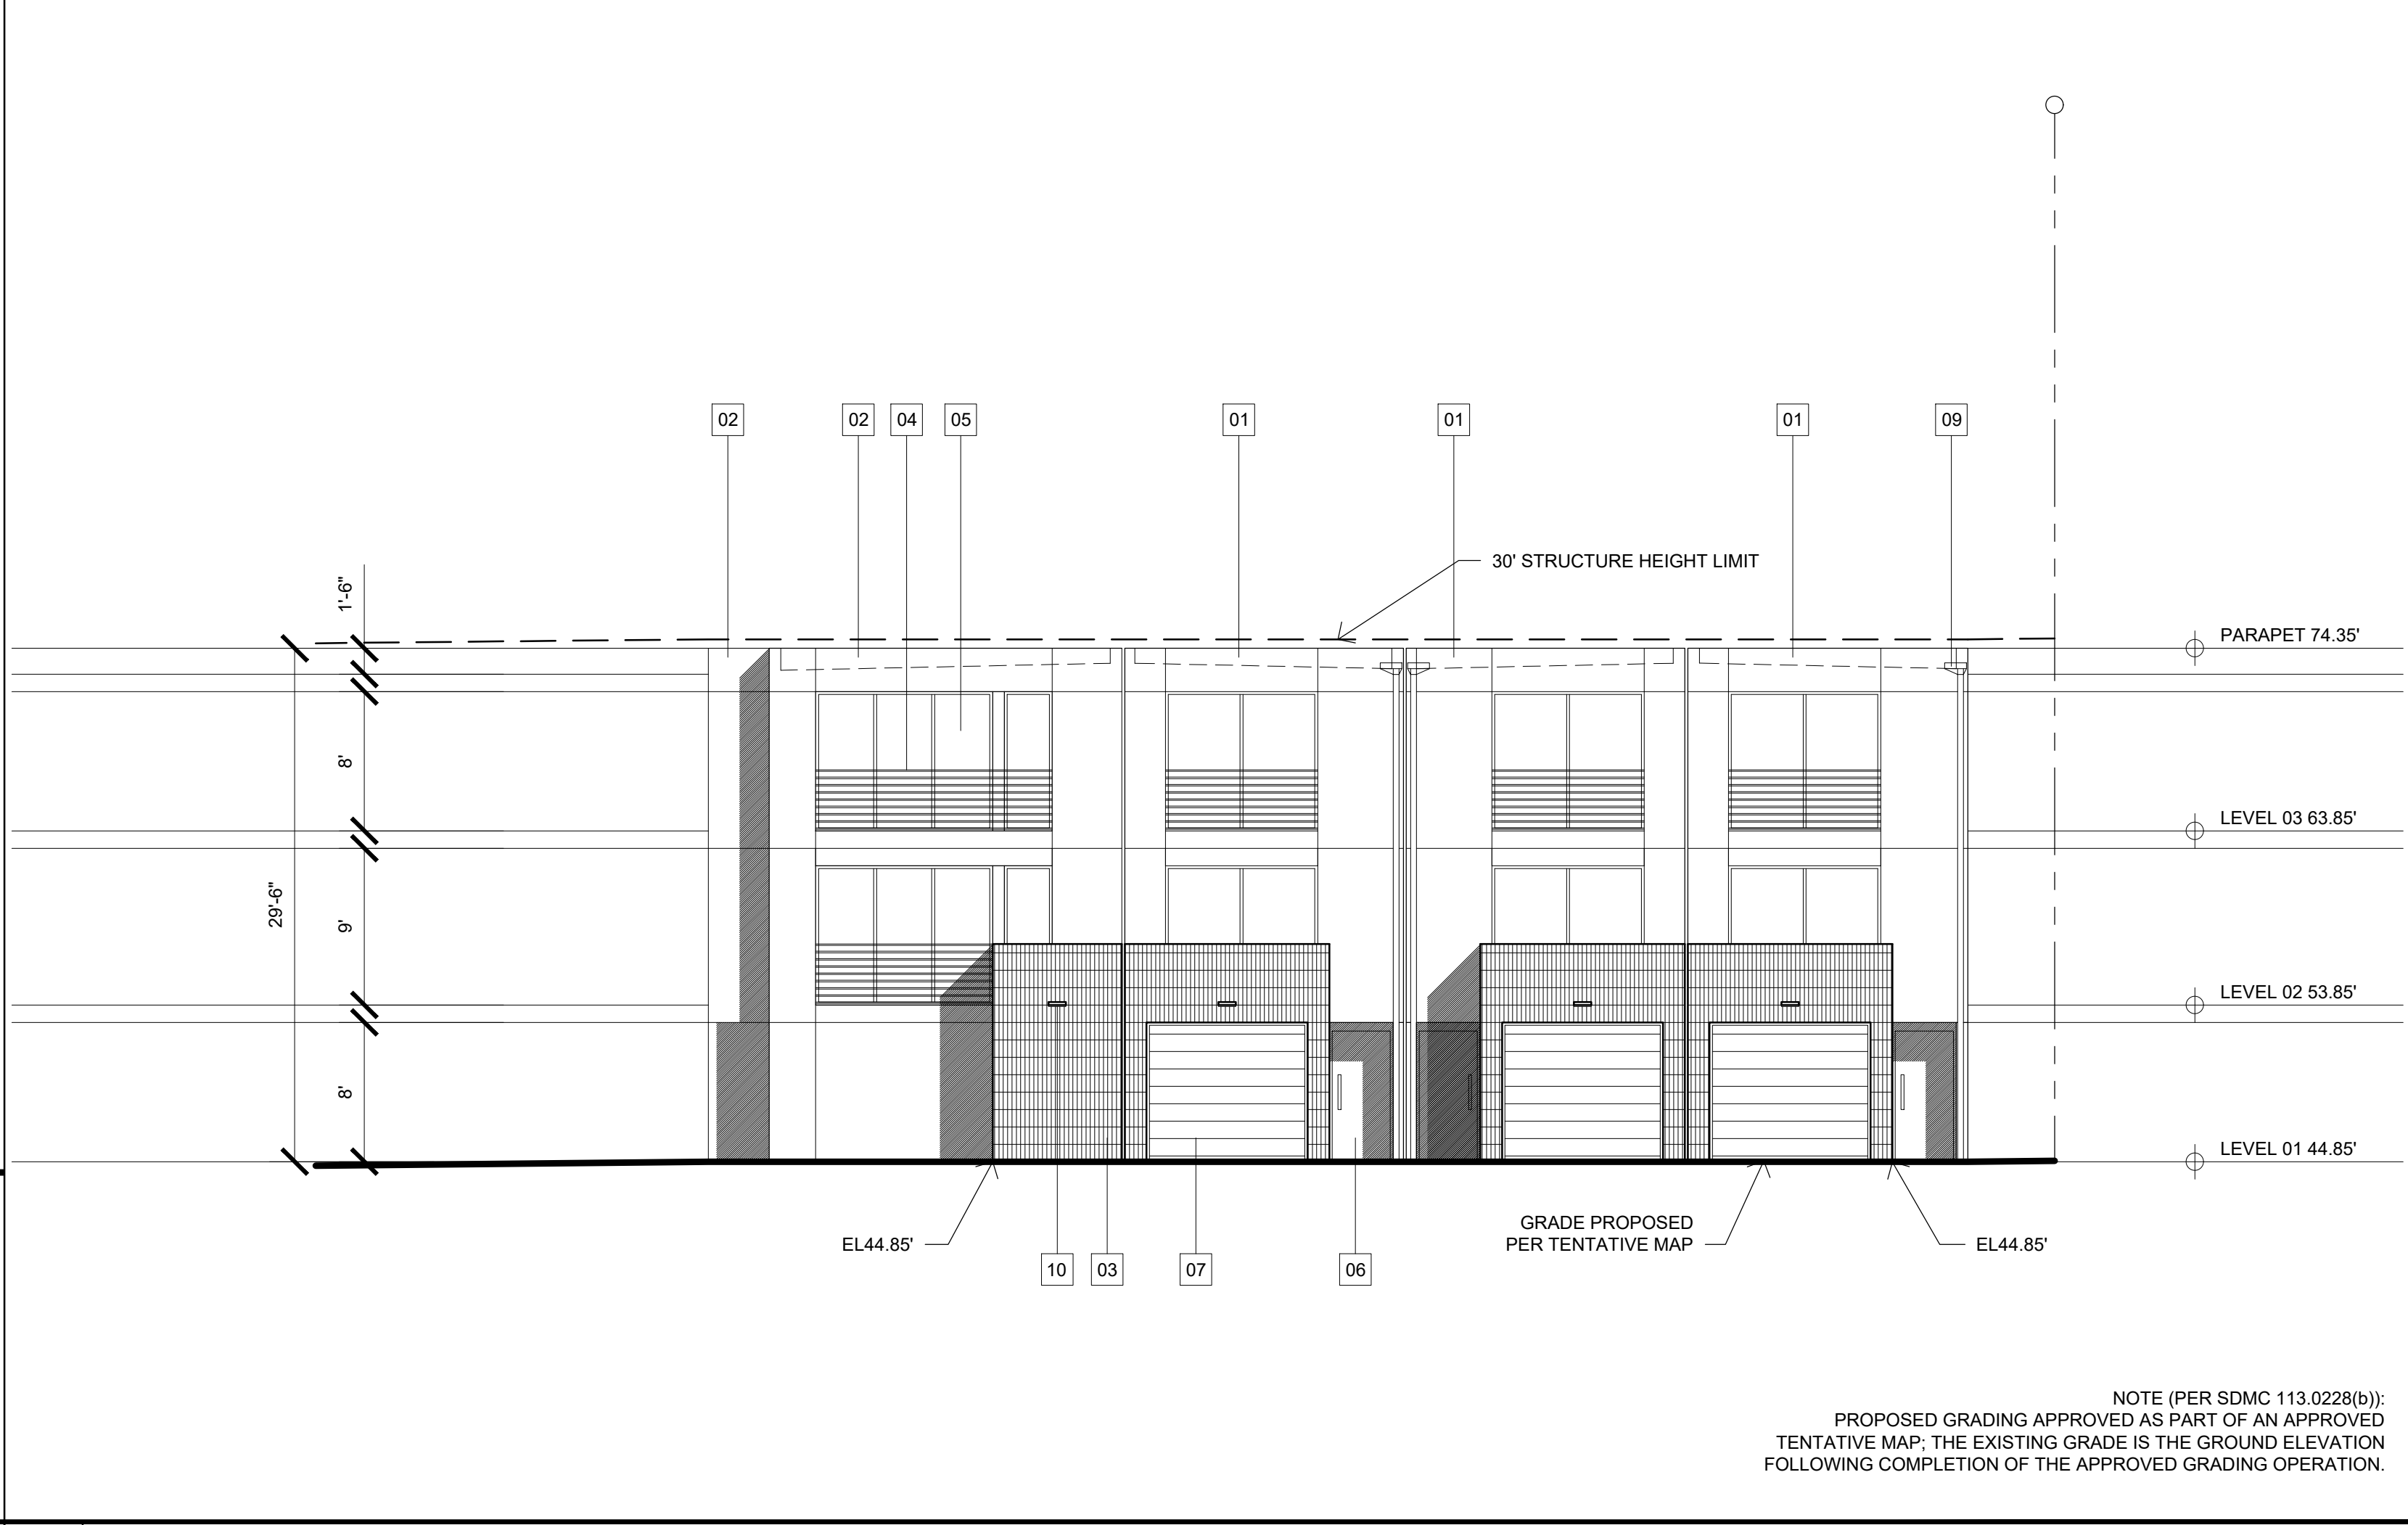 02
02
04
05
01
01
01
09
30' STRUCTURE HEIGHT LIMIT
1'-6"
8'
9'
8'
29'-6"
PARAPET 74.35'
LEVEL 03 63.85'
LEVEL 02 53.85'
LEVEL 01 44.85'
EL44.85'
GRADE PROPOSED
PER TENTATIVE MAP
EL44.85'
10
03
07
06
NOTE (PER SDMC 113.0228(b)):
PROPOSED GRADING APPROVED AS PART OF AN APPROVED
TENTATIVE MAP; THE EXISTING GRADE IS THE GROUND ELEVATION
FOLLOWING COMPLETION OF THE APPROVED GRADING OPERATION.